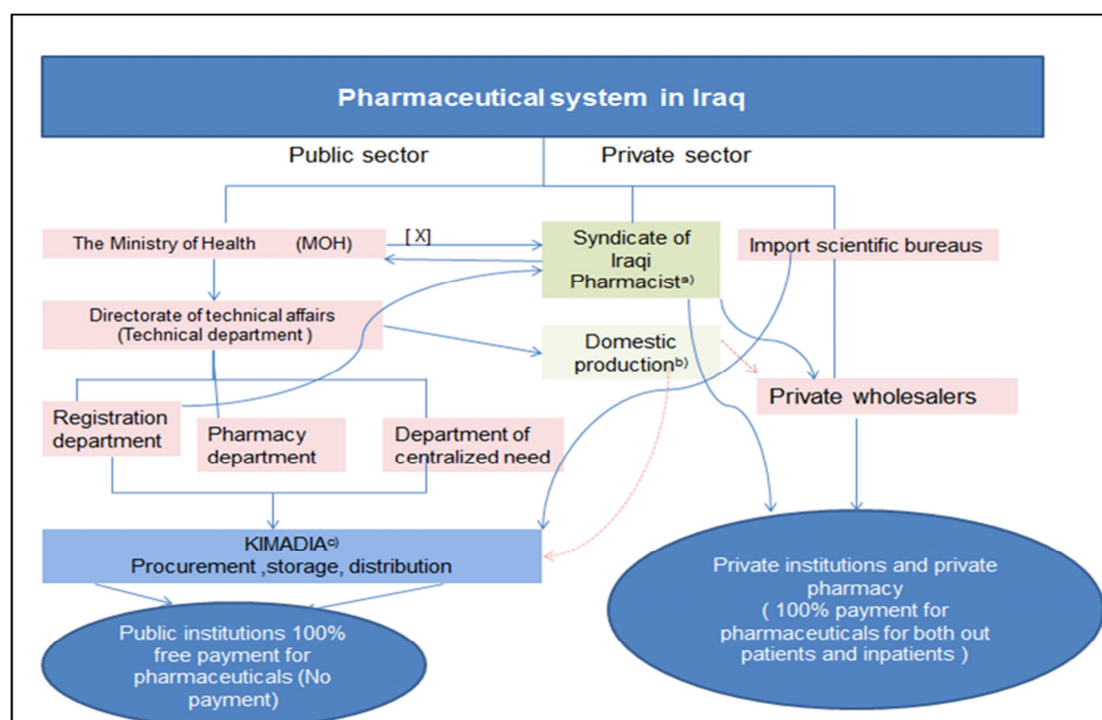 Pharmaceutical system in Iraq
Public sector
Private sector
The Ministry of Health (MOH)
[ X]
Syndicate of
Iraqi
Pharmacistᵃ⁾
Import scientific bureaus
Directorate of technical affairs
(Technical department )
Domestic
productionᵇ⁾
Private wholesalers
Registration
department
Pharmacy
department
Department of
centralized need
KIMADIAᶜ⁾
Procurement ,storage, distribution
Private institutions and private
pharmacy
( 100% payment for
pharmaceuticals for both out
patients and inpatients )
Public institutions 100%
free payment for
pharmaceuticals (No
payment)